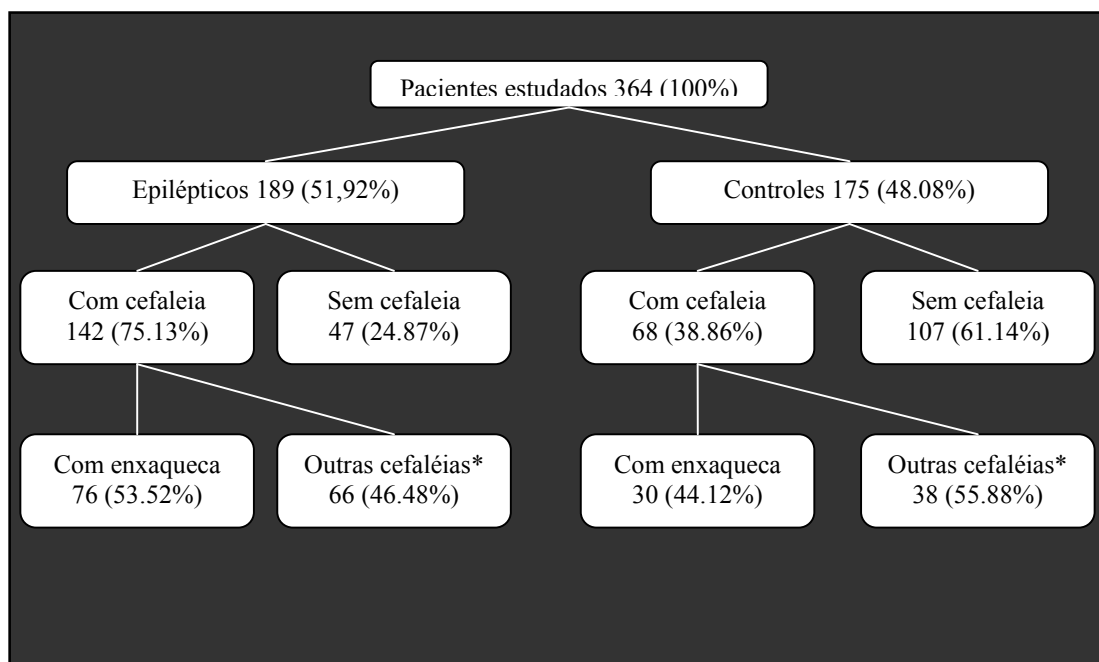 Pacientes estudados 364 (100%)
Epilépticos 189 (51,92%)
Controles 175 (48.08%)
Com cefaleia
142 (75.13%)
Sem cefaleia
47 (24.87%)
Com cefaleia
68 (38.86%)
Sem cefaleia
107 (61.14%)
Com enxaqueca
76 (53.52%)
Outras cefaléias*
66 (46.48%)
Com enxaqueca
30 (44.12%)
Outras cefaléias*
38 (55.88%)